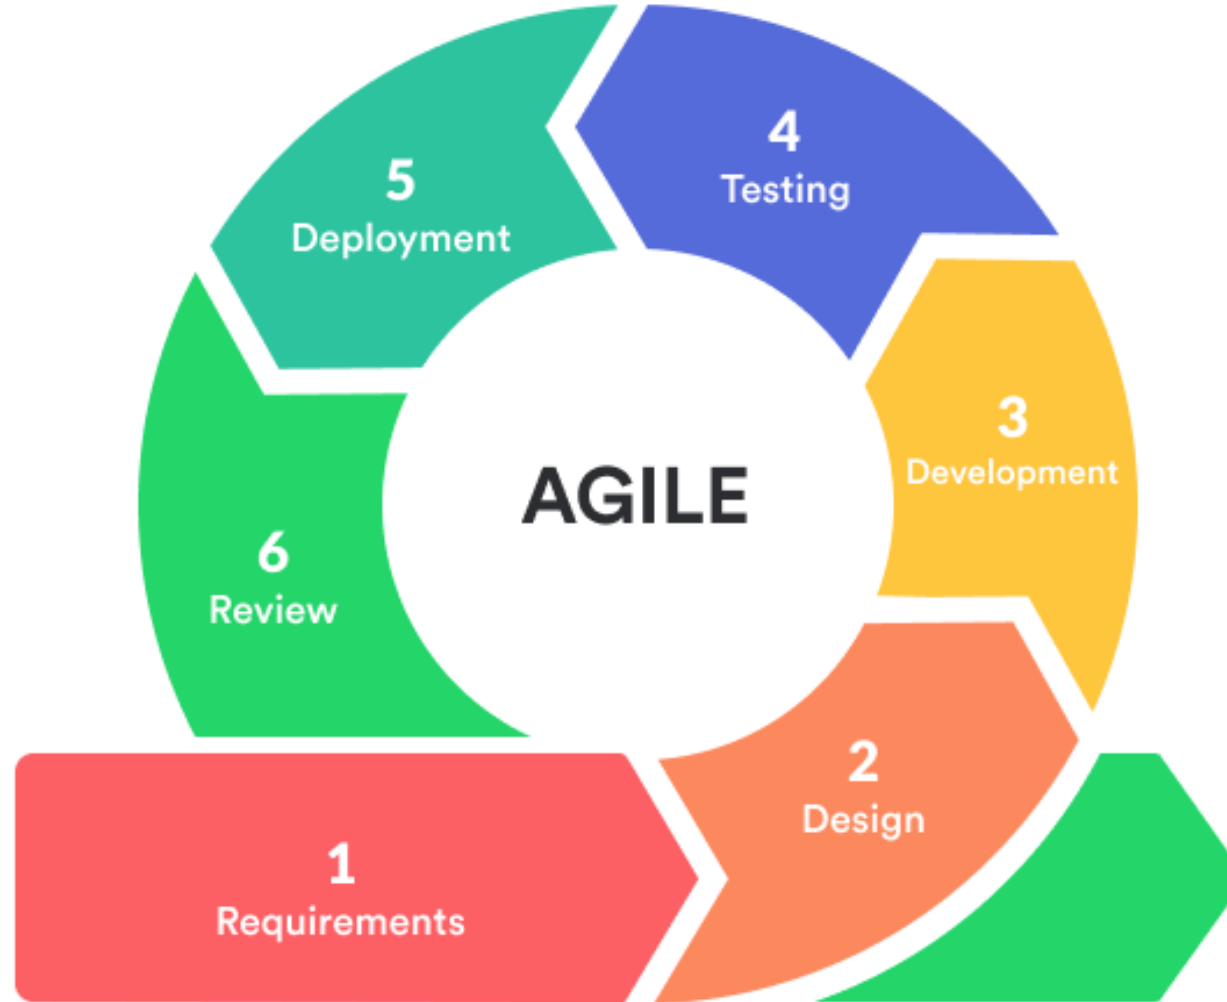 4
Testing
5
Deployment
3
Development
AGILE
6
Review
2
Design
1
Requirements